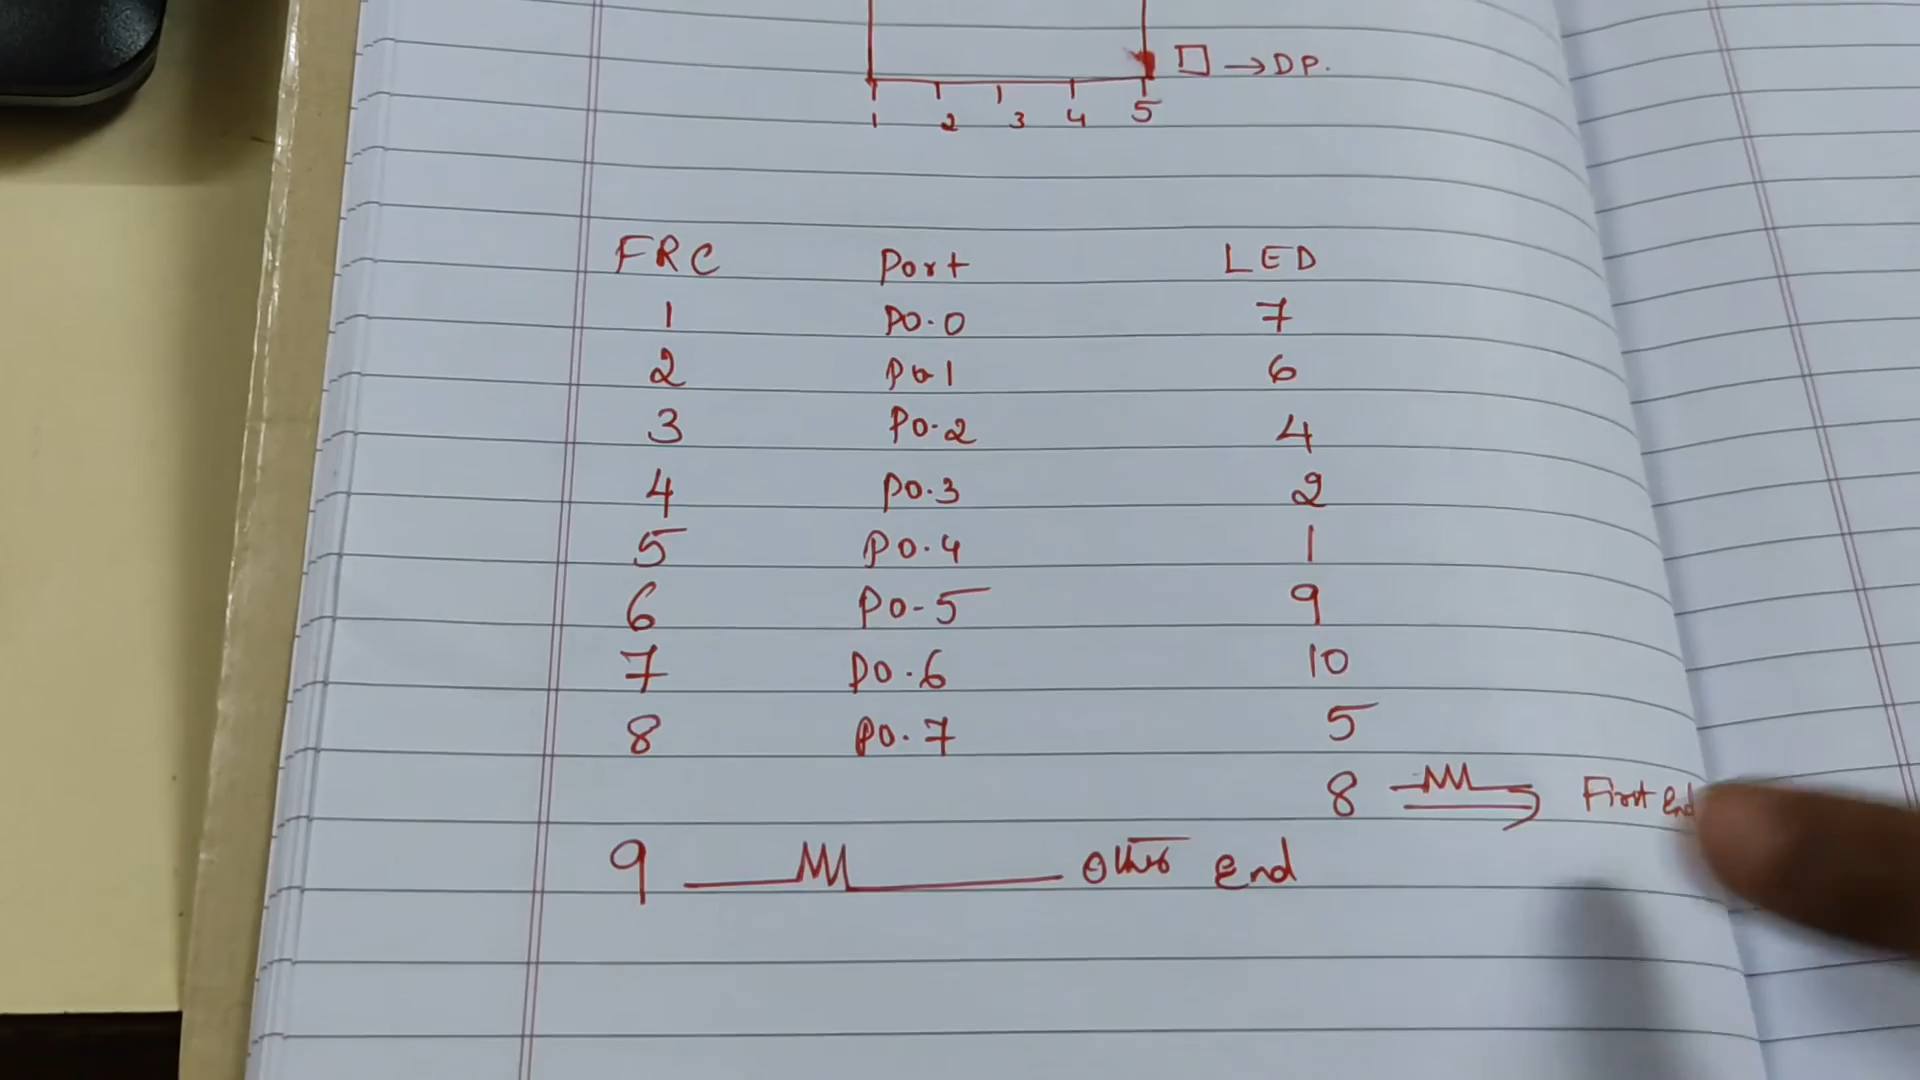 □ → DP.
1 2 3 4 5
FRC Port LED
1 P0.0 7
2 P0.1 6
3 P0.2 4
4 P0.3 2
5 P0.4 1
6 P0-5 9
7 P0.6 10
8 P0.7 5
8 First End
9 Other End